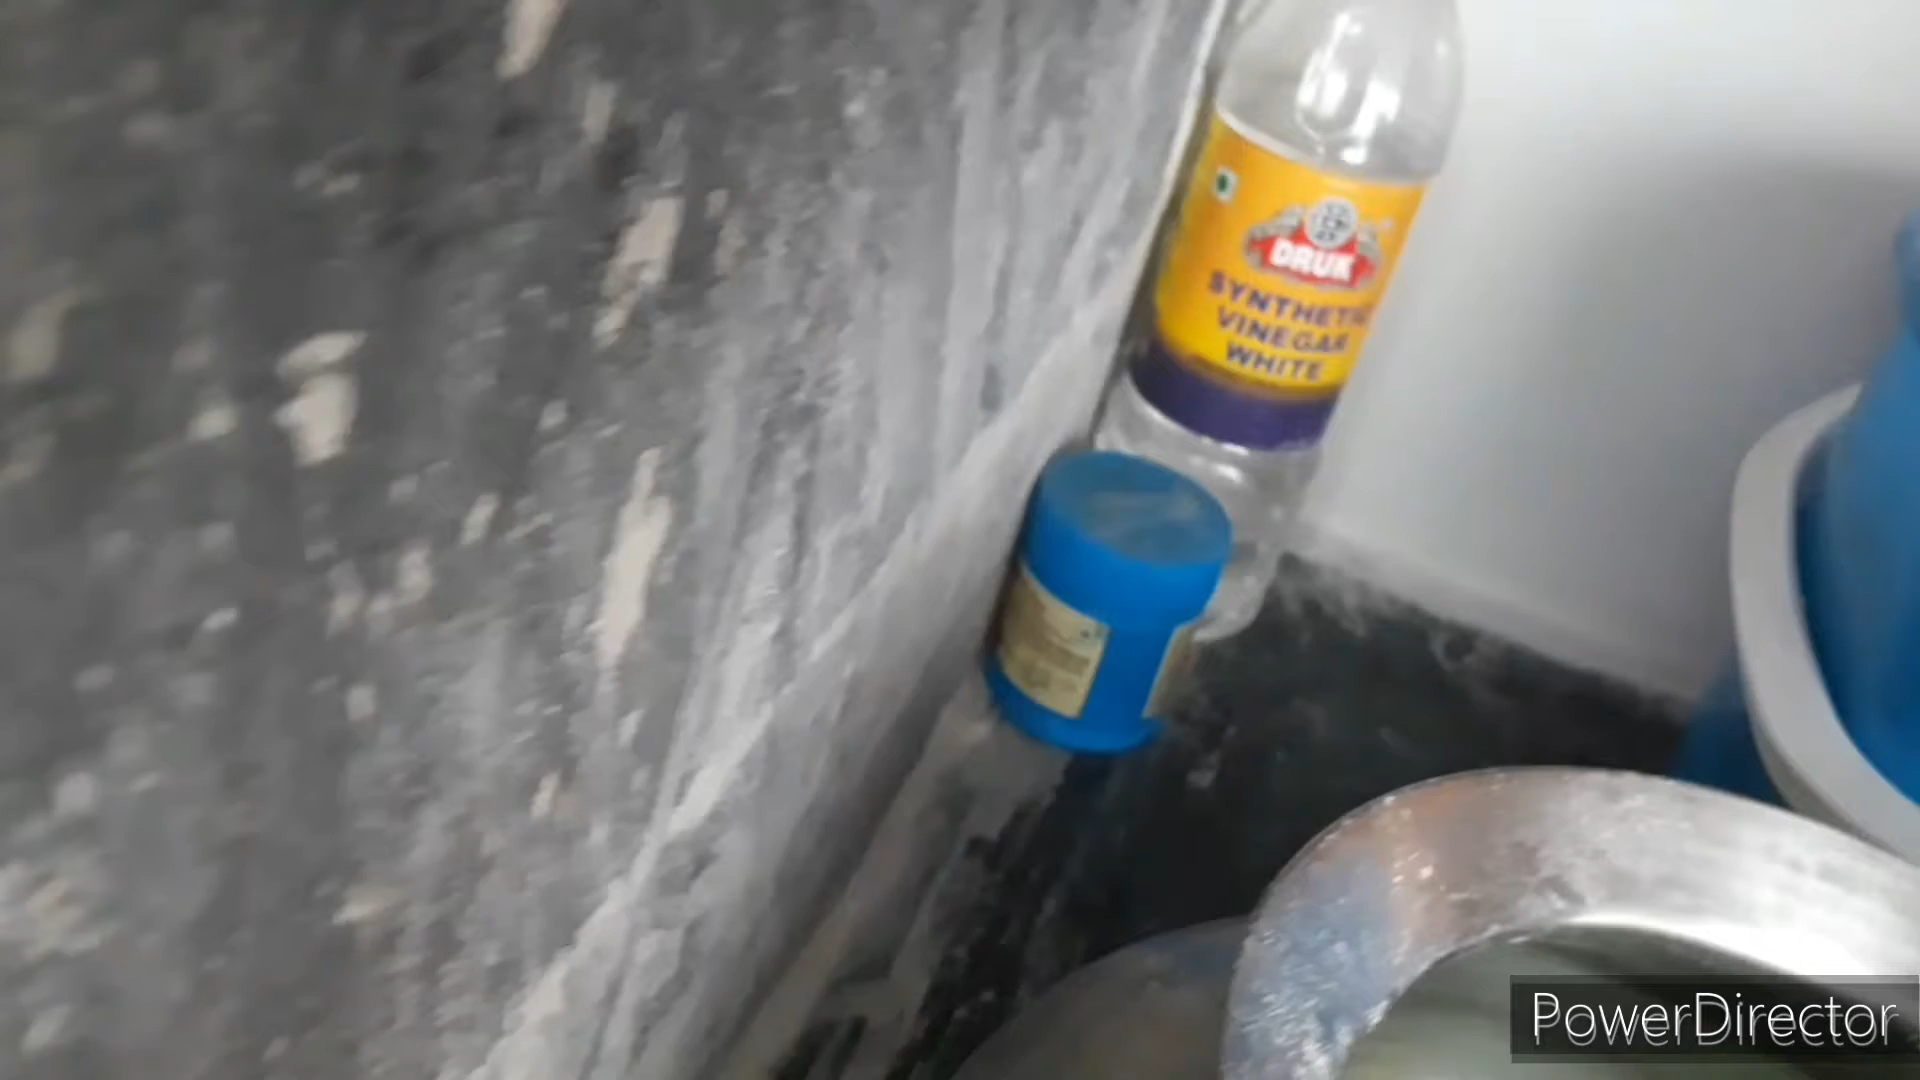 DRUK
SYNTHETIC
VINEGAR
WHITE
PowerDirector